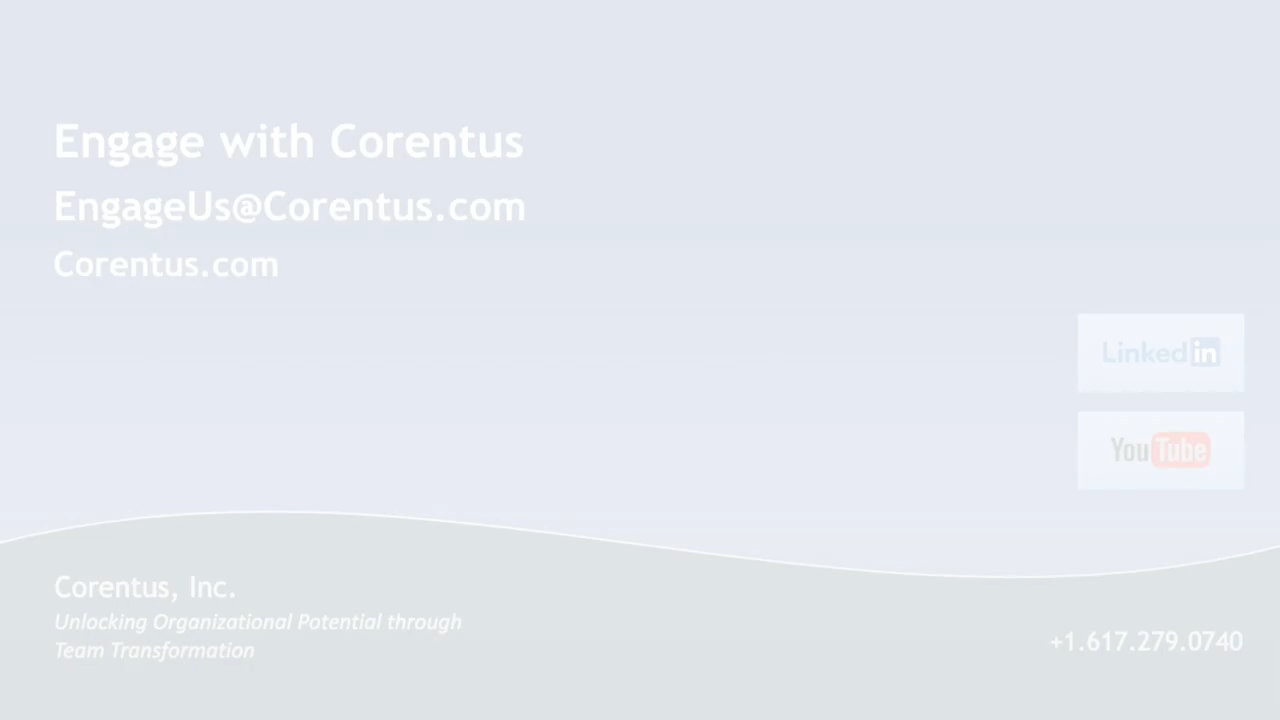 Engage with Corentus
EngageUs@Corentus.com
Corentus.com
Linkedin
YouTube
Corentus, Inc.
Unlocking Organizational Potential through
Team Transformation
+1.617.279.0740